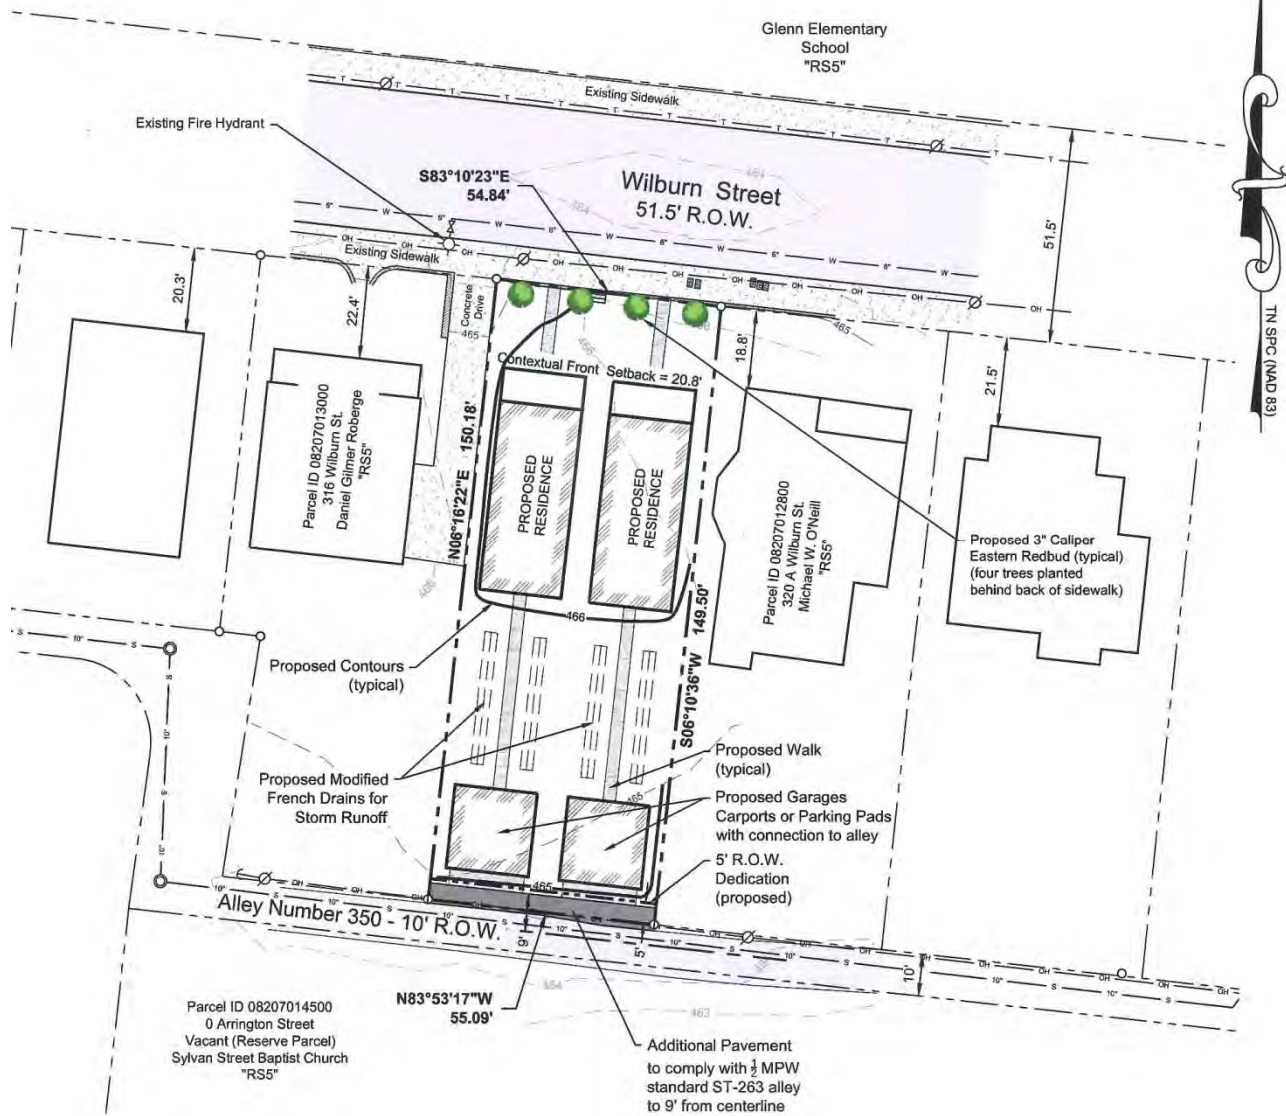 Glenn Elementary
School
"RS5"
Existing Sidewalk
Existing Fire Hydrant
S83°10'23"E
54.84'
Wilburn Street
51.5' R.O.W.
464
464
51.5'
Existing Sidewalk
20.3'
22.4'
Concrete
Drive
465
466
465
18.8'
21.5'
TN SPC (NAD 83)
Contextual Front Setback = 20.8'
Parcel ID 08207013000
316 Wilburn St.
Daniel Gilmer Roberge
"RS5"
N06°16'22"E 150.18'
PROPOSED
RESIDENCE
PROPOSED
RESIDENCE
Parcel ID 08207012800
320 A Wilburn St.
Michael W. O'Neill
"RS5"
Proposed 3" Caliper
Eastern Redbud (typical)
(four trees planted
behind back of sidewalk)
466
S06°10'36"W 149.50'
Proposed Contours
(typical)
Proposed Modified
French Drains for
Storm Runoff
Proposed Walk
(typical)
465
Proposed Garages
Carports or Parking Pads
with connection to alley
5' R.O.W.
Dedication
(proposed)
465
Alley Number 350 - 10' R.O.W.
9'
5'
10'
N83°53'17"W
55.09'
464
463
Parcel ID 08207014500
0 Arrington Street
Vacant (Reserve Parcel)
Sylvan Street Baptist Church
"RS5"
Additional Pavement
to comply with ½ MPW
standard ST-263 alley
to 9' from centerline